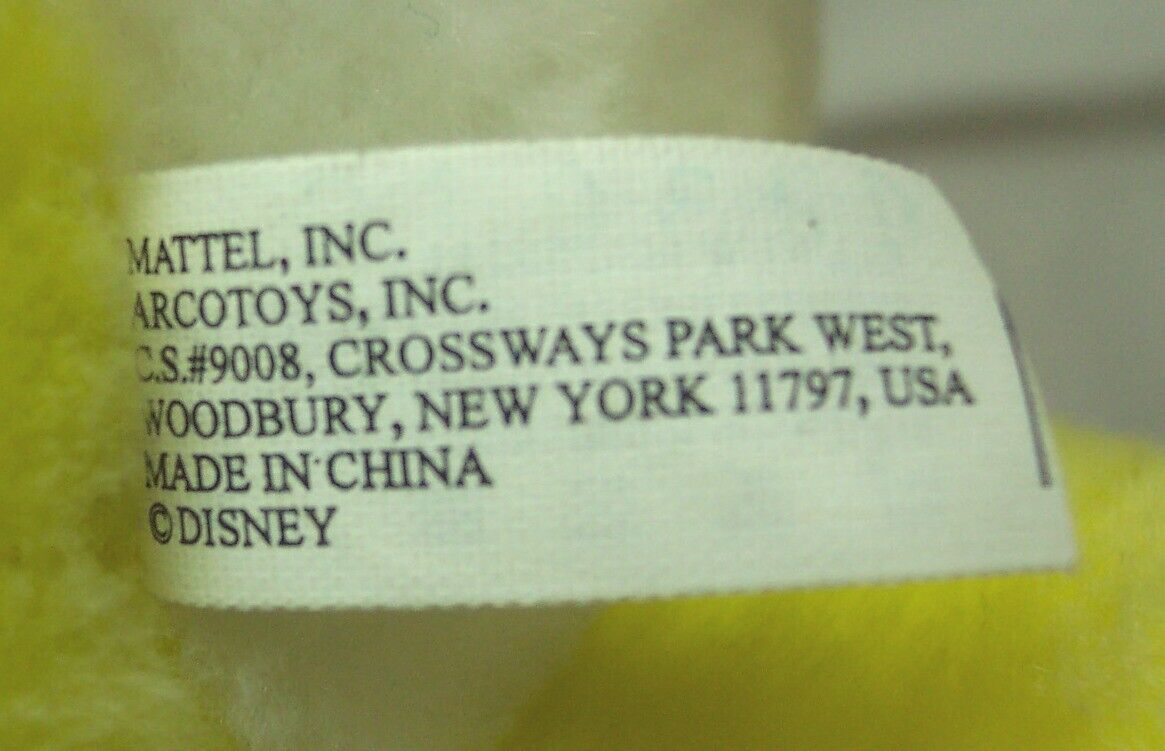 MATTEL, INC.
ARCOTOYS, INC.
C.S.#9008, CROSSWAYS PARK WEST,
WOODBURY, NEW YORK 11797, USA
MADE IN CHINA
©DISNEY